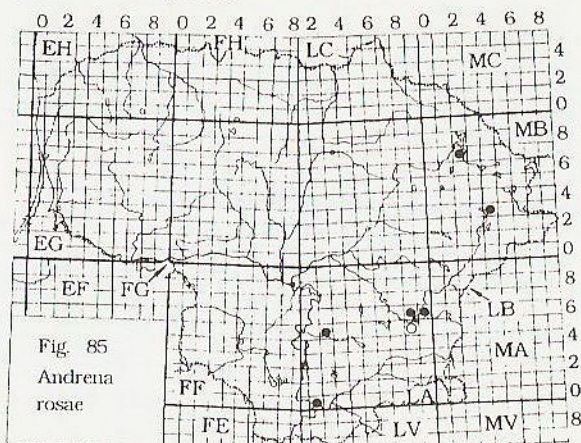 0 2 4 6 8 0 2 4 6 8 0 2 4 6 8 0 2 4 6 8
EH FH LC 4
MC 2
0
MB 8
6
4
2
EG 0
EF FG 8
LB 6
Fig. 85 MA 4
Andrena FF 2
rosae LA 0
FE LV MV 8